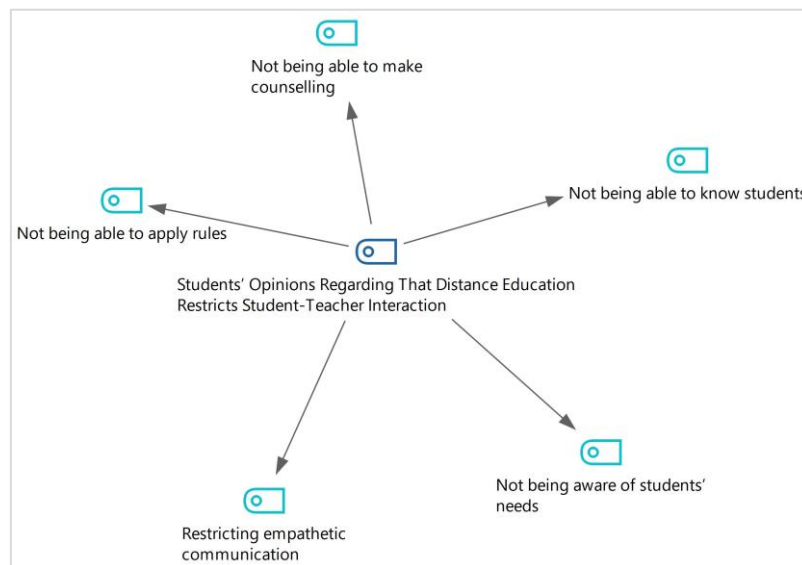 Not being able to make
counselling
Not being able to know students
Not being able to apply rules
Students' Opinions Regarding That Distance Education
Restricts Student-Teacher Interaction
Not being aware of students'
needs
Restricting empathetic
communication